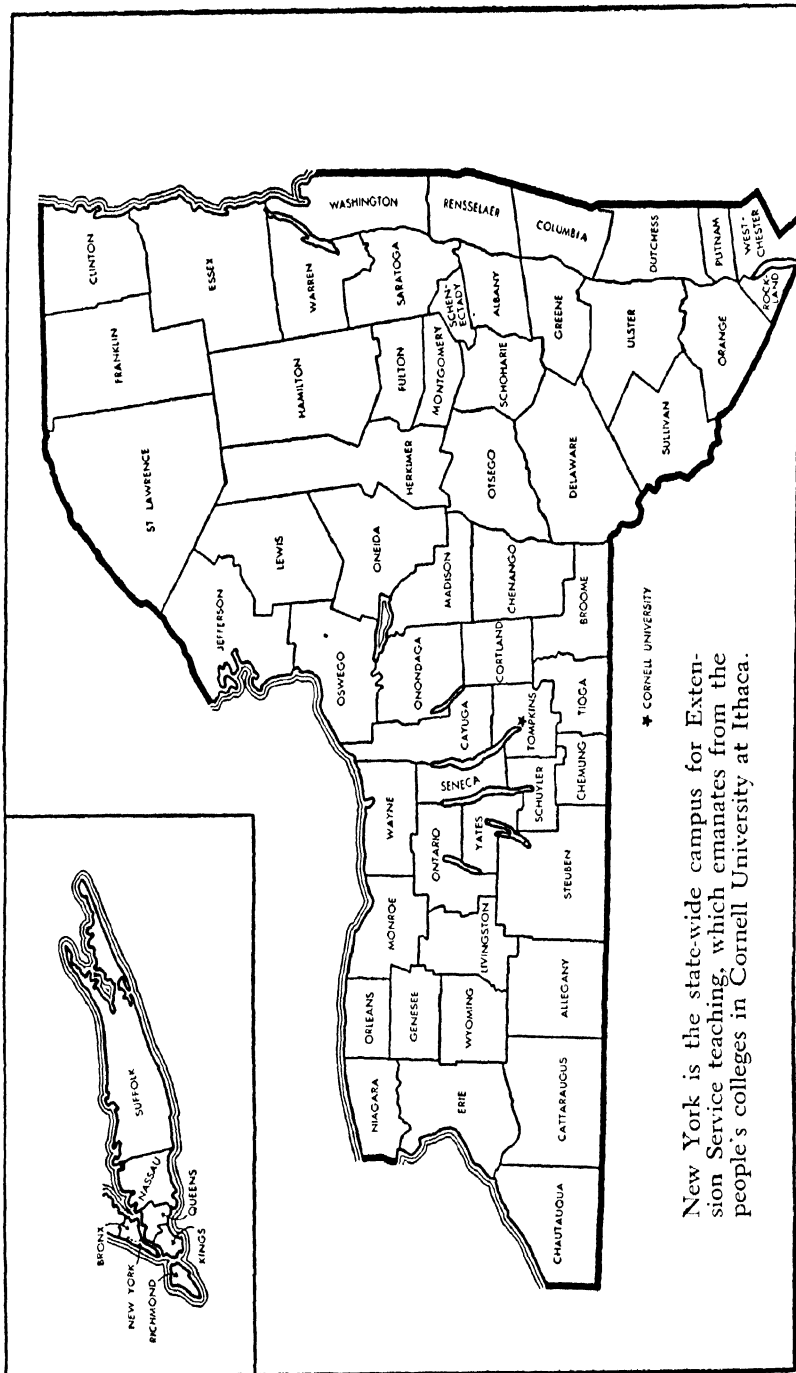 BRONX
NEW YORK
RICHMOND
KINGS
QUEENS
NASSAU
SUFFOLK
CLINTON
FRANKLIN
ST LAWRENCE
ESSEX
JEFFERSON
LEWIS
HAMILTON
WARREN
WASHINGTON
HERKIMER
ONEIDA
OSWEGO
FULTON
SARATOGA
MONTGOMERY
SCHEN-
ECTADY
RENSSELAER
ALBANY
SCHOHARIE
OTSEGO
MADISON
ONONDAGA
CAYUGA
WAYNE
MONROE
ORLEANS
NIAGARA
GENESEE
ERIE
WYOMING
LIVINGSTON
ONTARIO
YATES
SENECA
CORTLAND
CHENANGO
TOMPKINS
SCHUYLER
COLUMBIA
GREENE
DELAWARE
ULSTER
DUTCHESS
SULLIVAN
ORANGE
PUTNAM
WEST-
CHESTER
ROCK-
LAND
BROOME
TIOGA
CHEMUNG
STEUBEN
ALLEGANY
CATTARAUGUS
CHAUTAUQUA
CORNELL UNIVERSITY
New York is the state-wide campus for Exten-
sion Service teaching, which emanates from the
people's colleges in Cornell University at Ithaca.